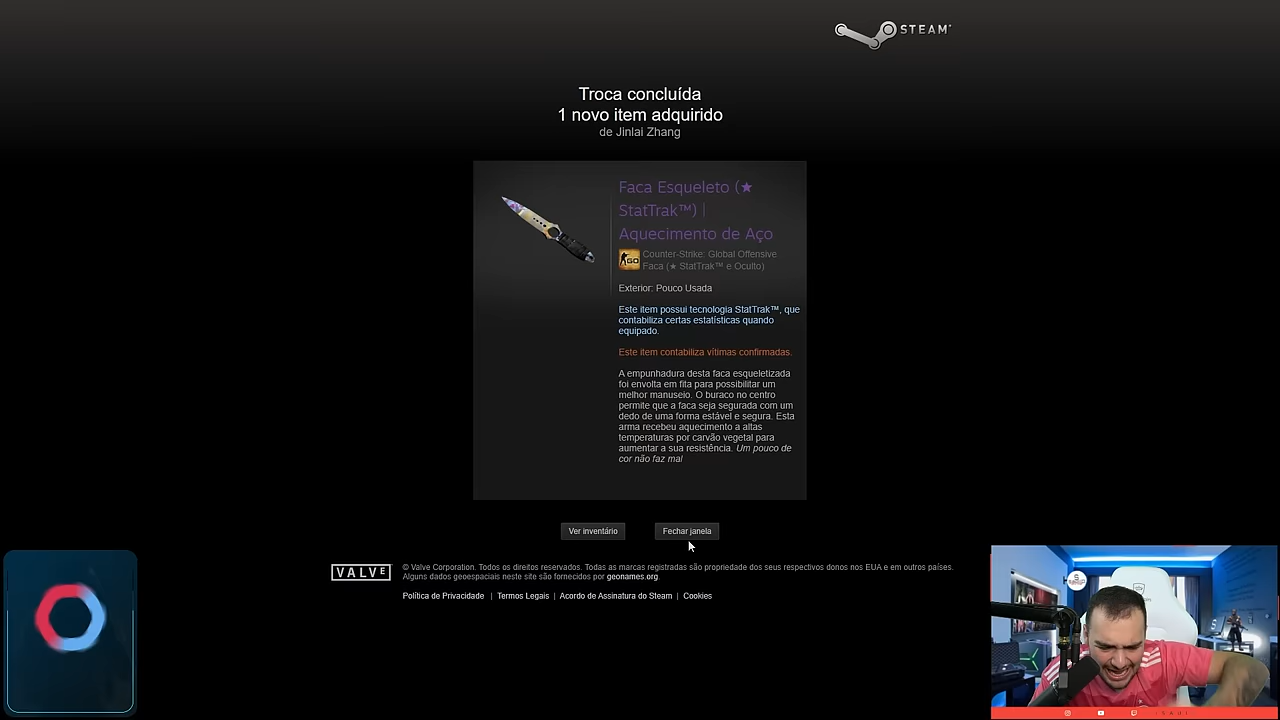 STEAM
Troca concluída
1 novo item adquirido
de Jinlai Zhang
Faca Esqueleto (★
StatTrak™) |
Aquecimento de Aço
Counter-Strike: Global Offensive
Faca (★ StatTrak™ e Oculto)
Exterior: Pouco Usada
Este item possui tecnologia StatTrak™, que
contabiliza certas estatísticas quando
equipado.
Este item contabiliza vítimas confirmadas.
A empunhadura desta faca esqueletizada
foi envolta em fita para possibilitar um
melhor manuseio. O buraco no centro
permite que a faca seja segurada com um
dedo de uma forma estável e segura. Esta
arma recebeu aquecimento a altas
temperaturas por carvão vegetal para
aumentar a sua resistência. Um pouco de
cor não faz mal
Ver inventário
Fechar janela
VALVE
© Valve Corporation. Todos os direitos reservados. Todas as marcas registradas são propriedade dos seus respectivos donos nos EUA e em outros países.
Alguns dados geoespaciais neste site são fornecidos por geonames.org.
Política de Privacidade | Termos Legais | Acordo de Assinatura do Steam | Cookies